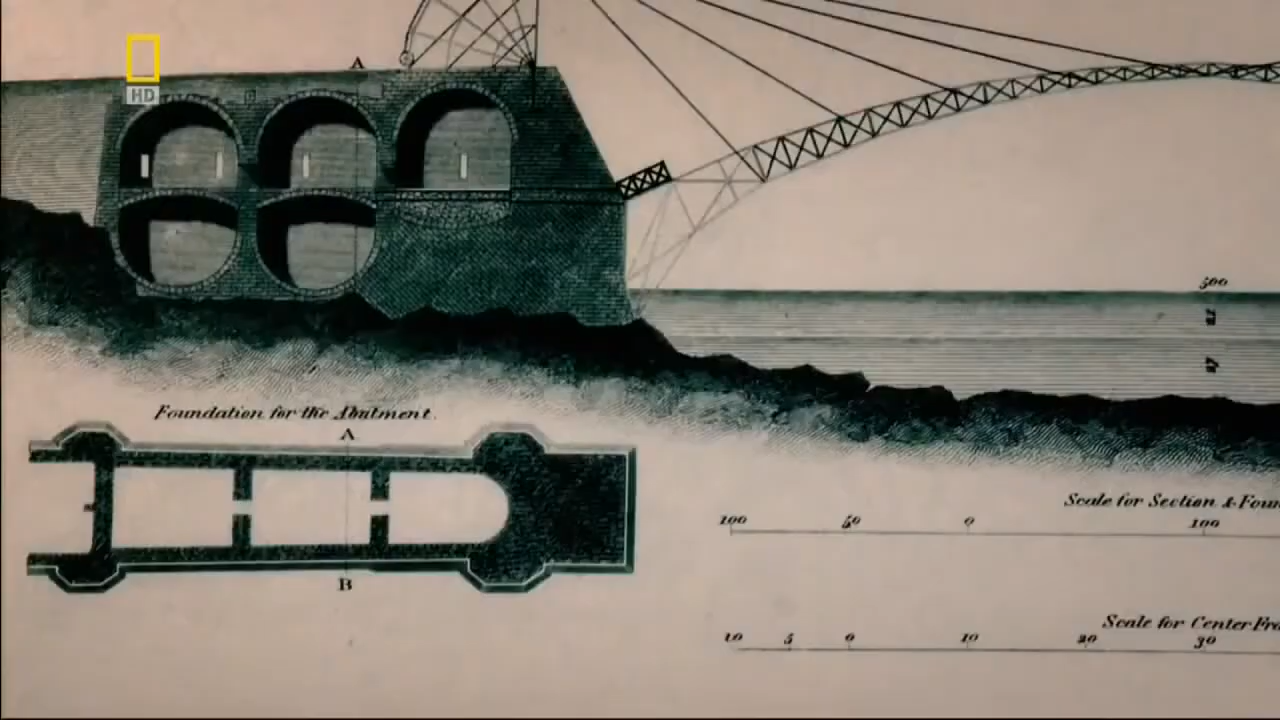 HD
A
500
Foundation for the Abutment.
A
B
Scale for Section & Foun
100 50 0 100
Scale for Center Fra
10 5 0 10 20 30